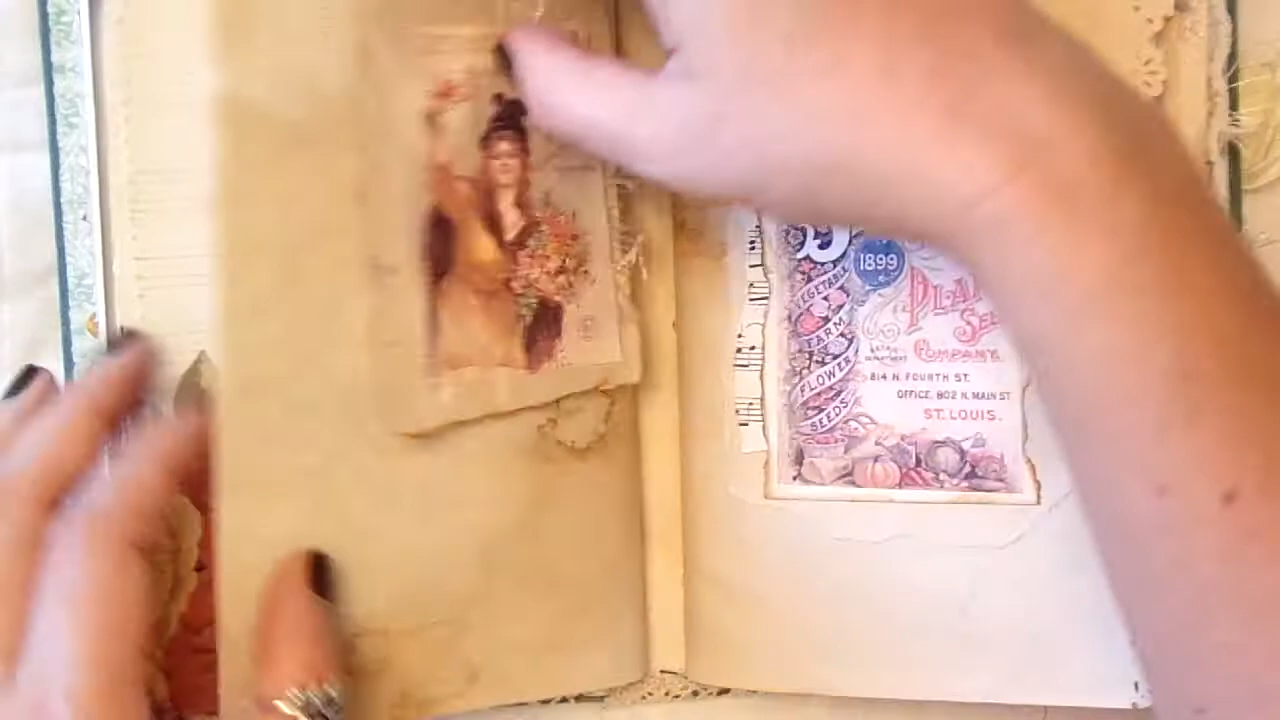 1899
VEGETABLE
FARM
FLOWER
SEEDS.
COMPANY.
814 N. FOURTH ST.
OFFICE, 802 N. MAIN ST
ST. LOUIS.